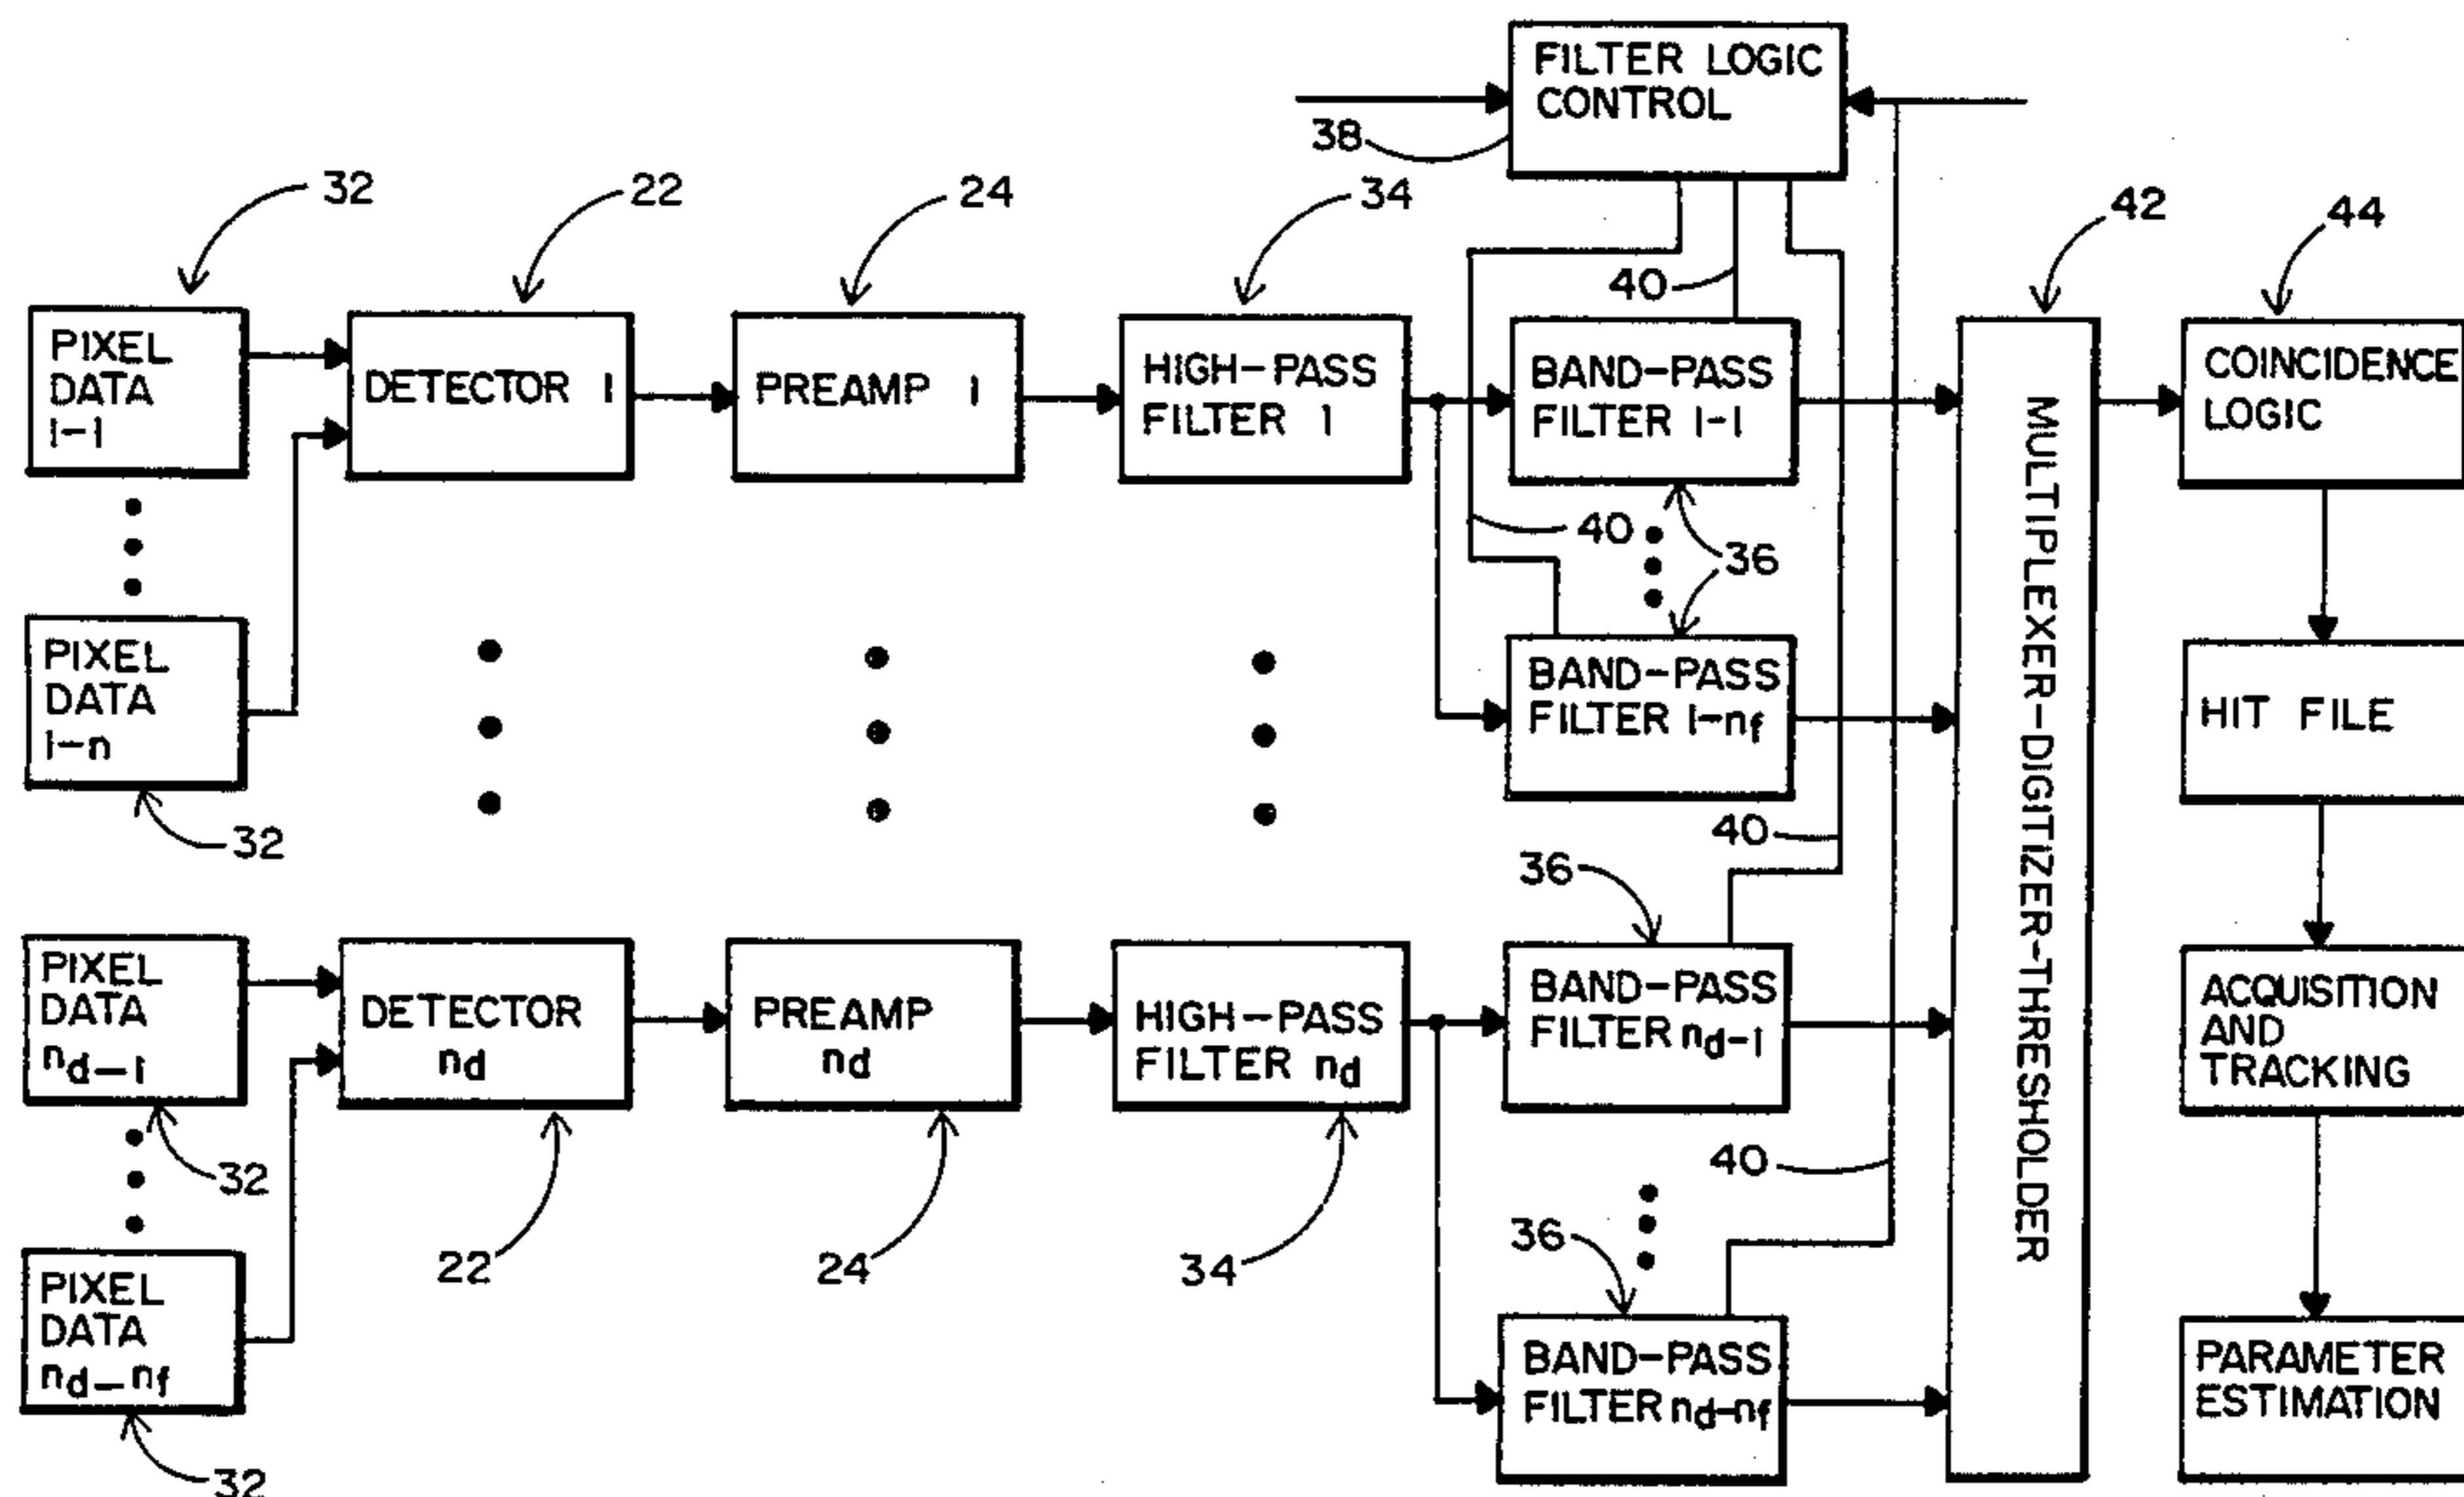 FILTER LOGIC
CONTROL
38
32
22
24
34
42
44
40
PIXEL
DATA
1-1
DETECTOR 1
PREAMP 1
HIGH-PASS
FILTER 1
BAND-PASS
FILTER 1-1
COINCIDENCE
LOGIC
MULTIPLEXER-DIGITIZER-THRESHOLDER
40
36
PIXEL
DATA
1-n
BAND-PASS
FILTER 1-nf
HIT FILE
32
40
36
PIXEL
DATA
nd-1
DETECTOR
nd
PREAMP
nd
HIGH-PASS
FILTER nd
BAND-PASS
FILTER nd-1
ACQUISITION
AND
TRACKING
32
40
22
24
34
36
PIXEL
DATA
nd-nf
BAND-PASS
FILTER nd-nf
PARAMETER
ESTIMATION
32